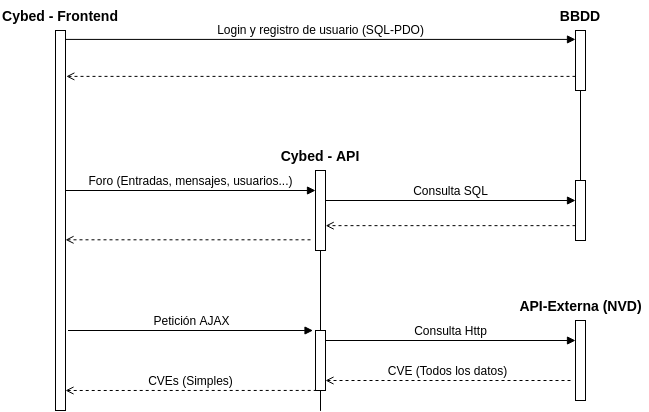 Cybed - Frontend
BBDD
Login y registro de usuario (SQL-PDO)
Cybed - API
Foro (Entradas, mensajes, usuarios...)
Consulta SQL
API-Externa (NVD)
Petición AJAX
Consulta Http
CVE (Todos los datos)
CVEs (Simples)